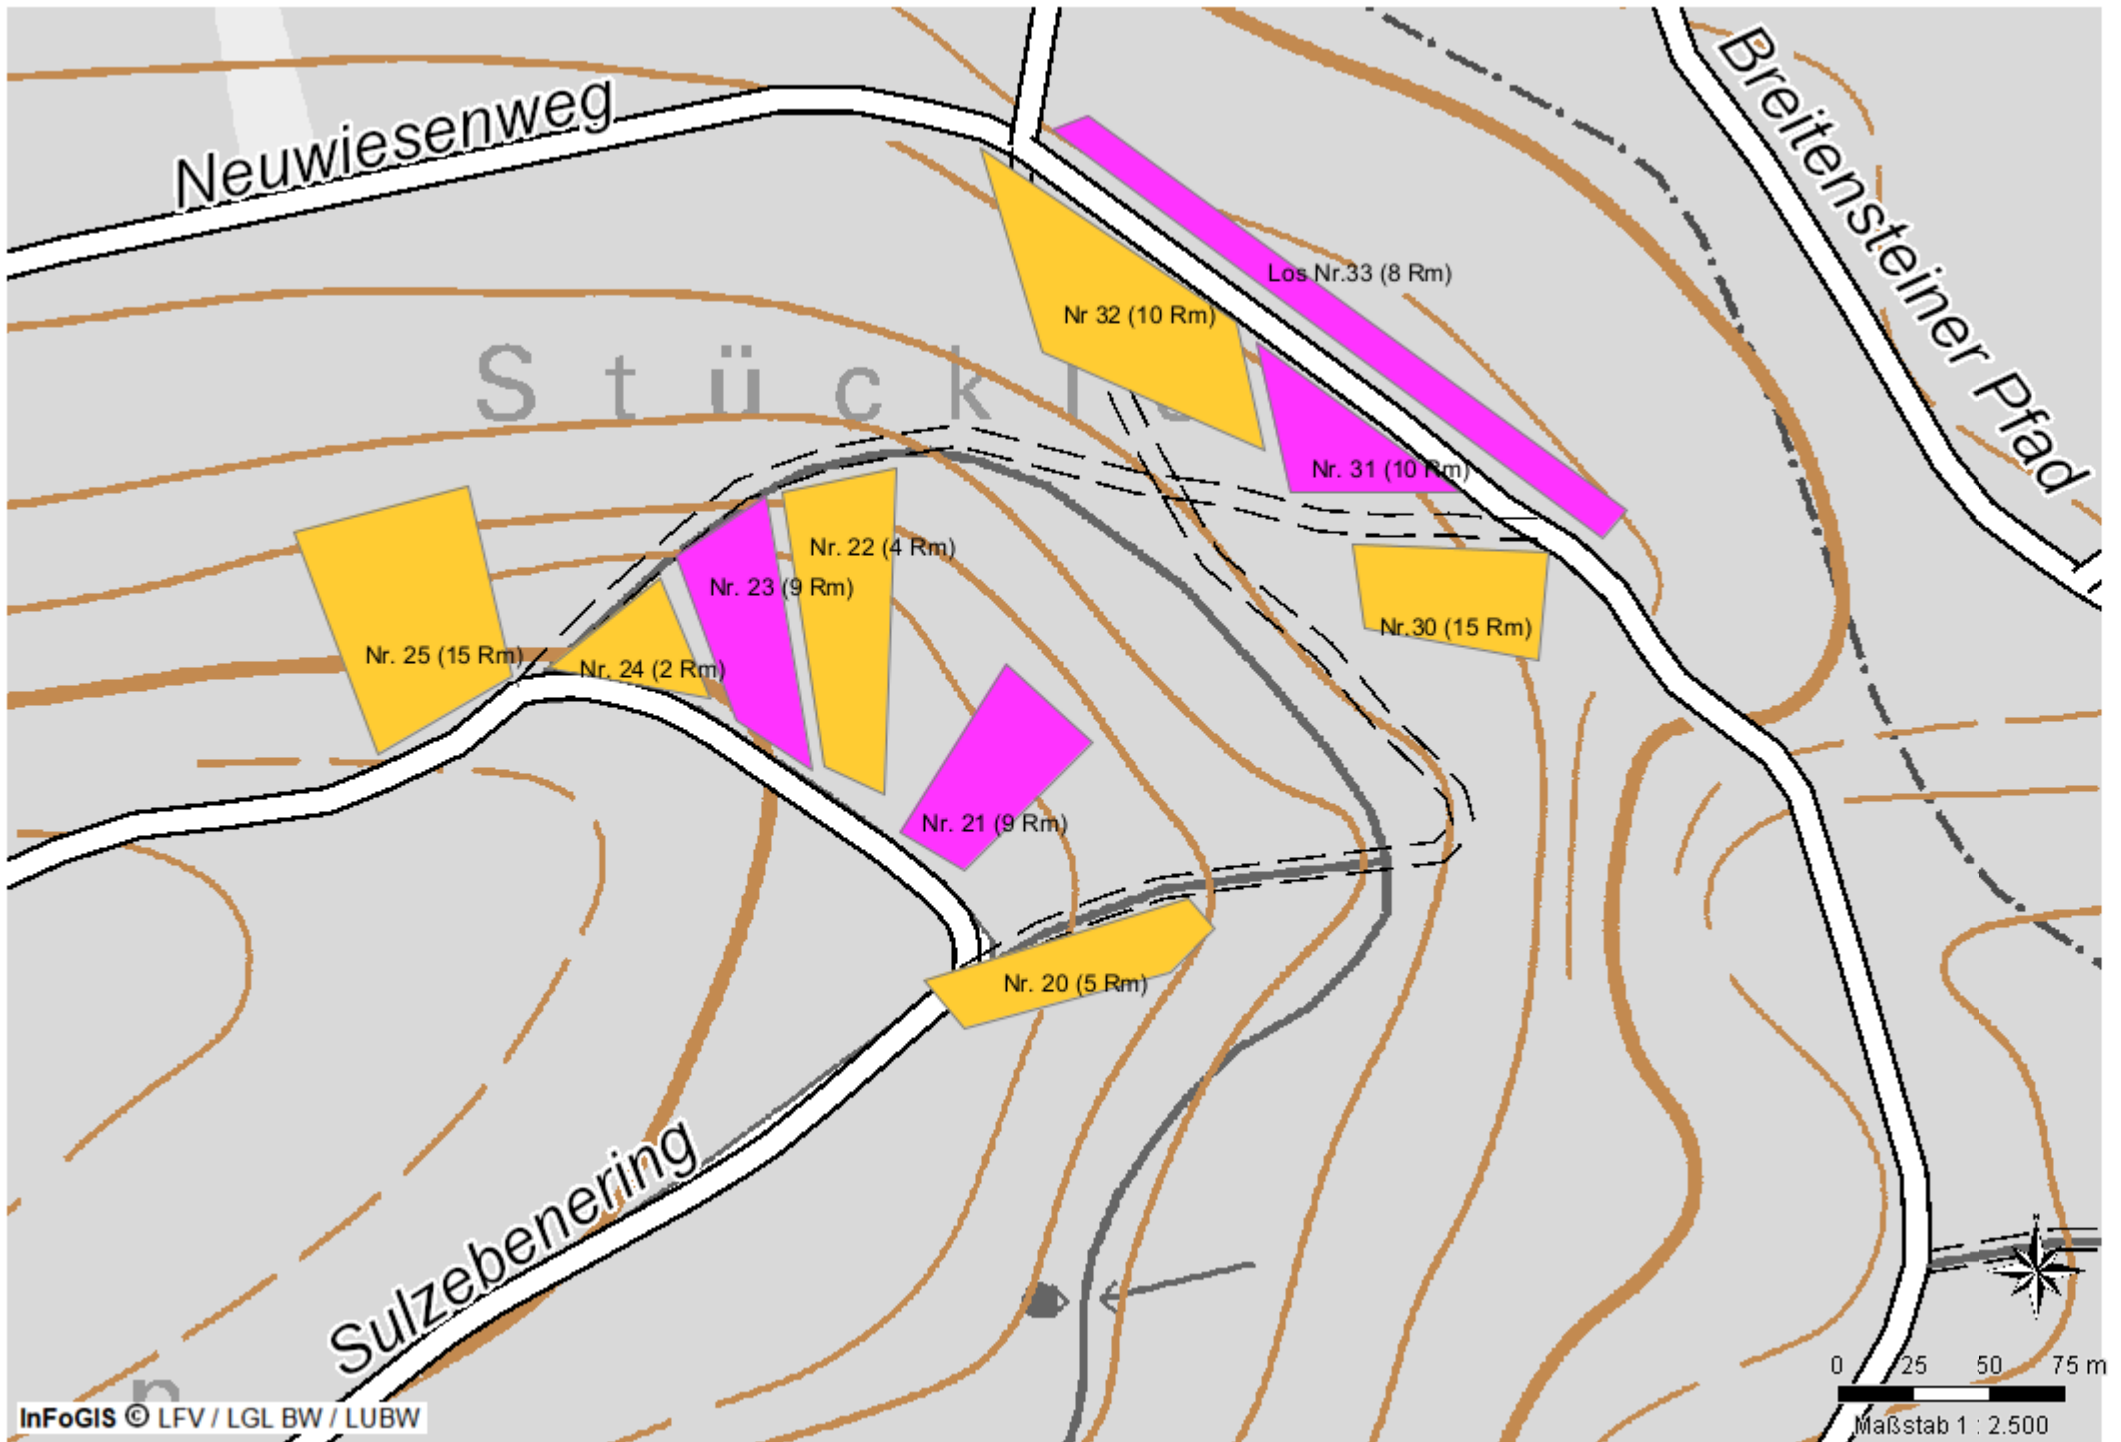 Neuwiesenweg
Breitensteiner Pfad
Los Nr.33 (8 Rm)
Nr 32 (10 Rm)
S t ü c k l
Nr. 31 (10 Rm)
Nr. 22 (4 Rm)
Nr. 23 (9 Rm)
Nr.30 (15 Rm)
Nr. 25 (15 Rm)
Nr. 24 (2 Rm)
Nr. 21 (9 Rm)
Nr. 20 (5 Rm)
Sulzebenering
N
0 25 50 75 m
Maßstab 1 : 2.500
InFoGIS © LFV / LGL BW / LUBW